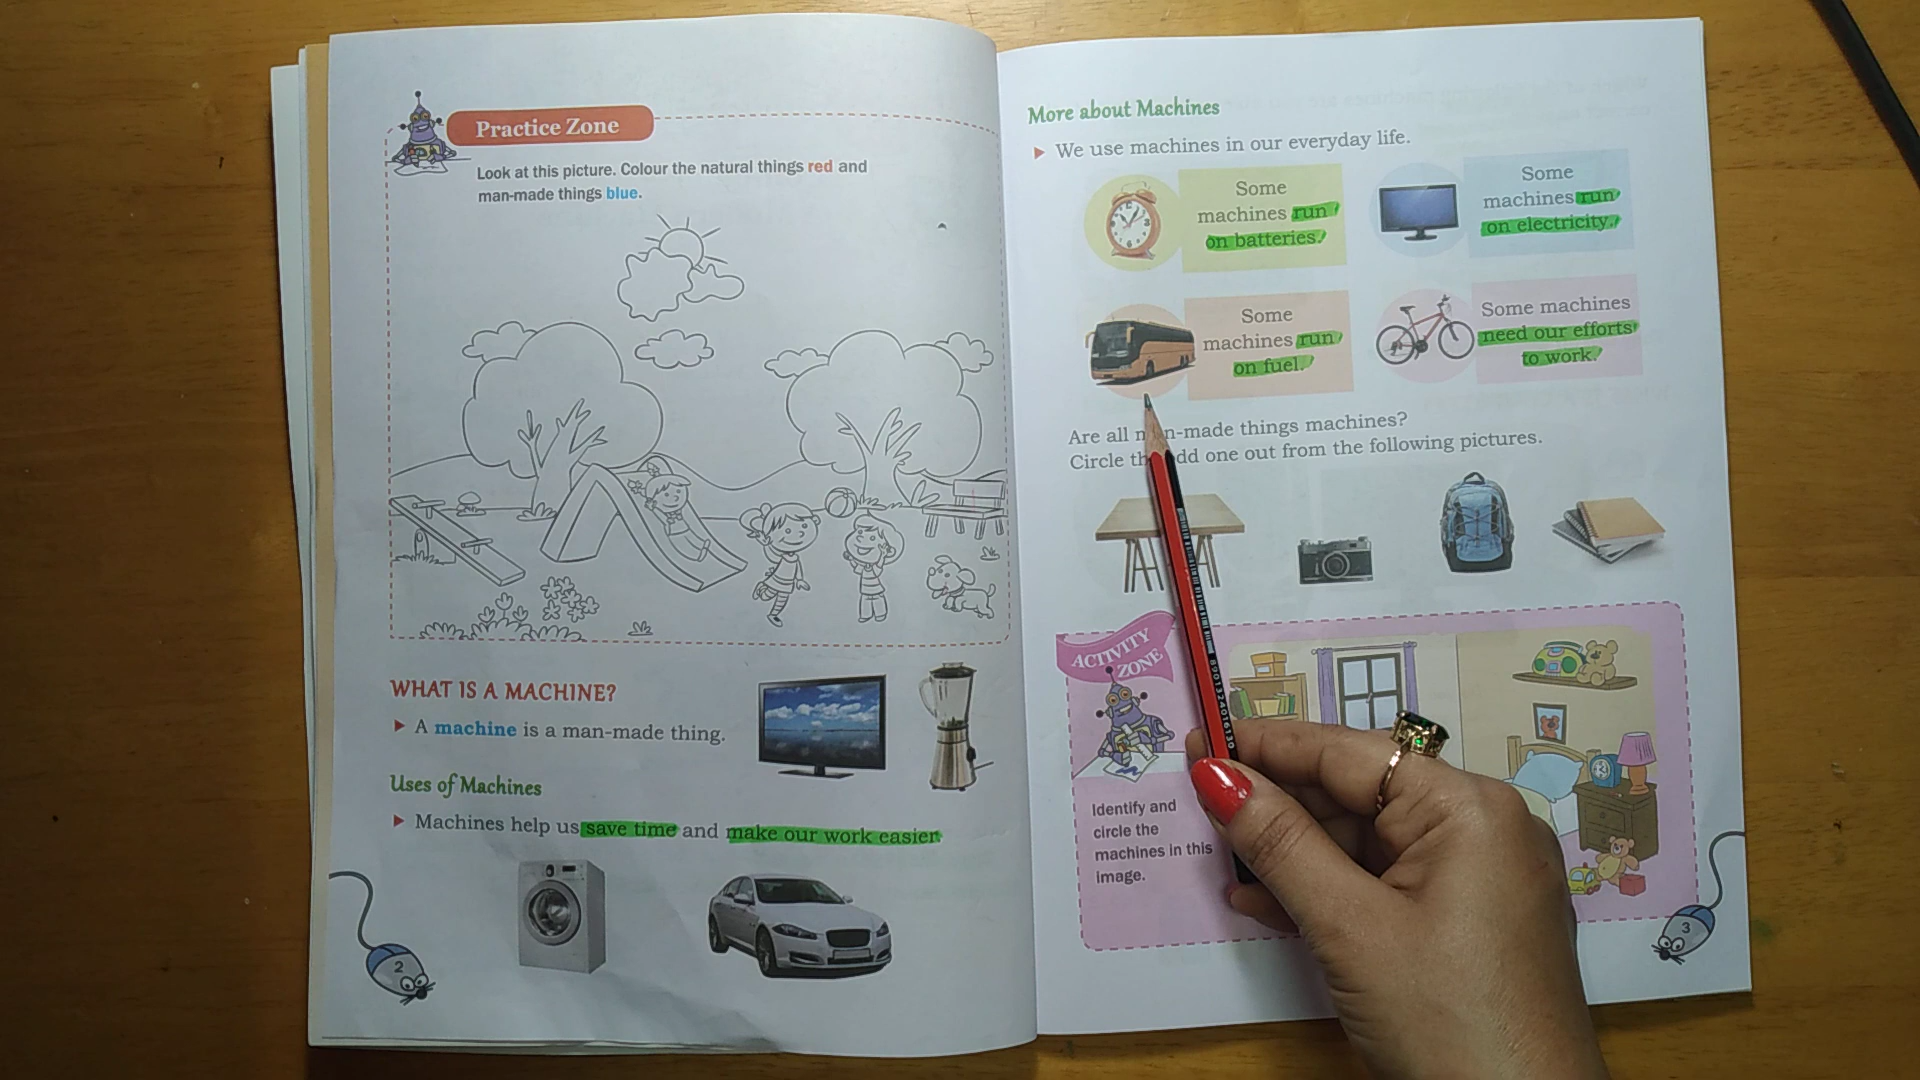 Practice Zone
Look at this picture. Colour the natural things red and
man-made things blue.
WHAT IS A MACHINE?
A machine is a man-made thing.
Uses of Machines
Machines help us save time and make our work easier.
2
More about Machines
We use machines in our everyday life.
Some
machines run
on batteries.
Some
machines run
on electricity.
Some
machines run
on fuel.
Some machines
need our efforts
to work.
Are all man-made things machines?
Circle the odd one out from the following pictures.
ACTIVITY
ZONE
Identify and
circle the
machines in this
image.
3
8901324016130